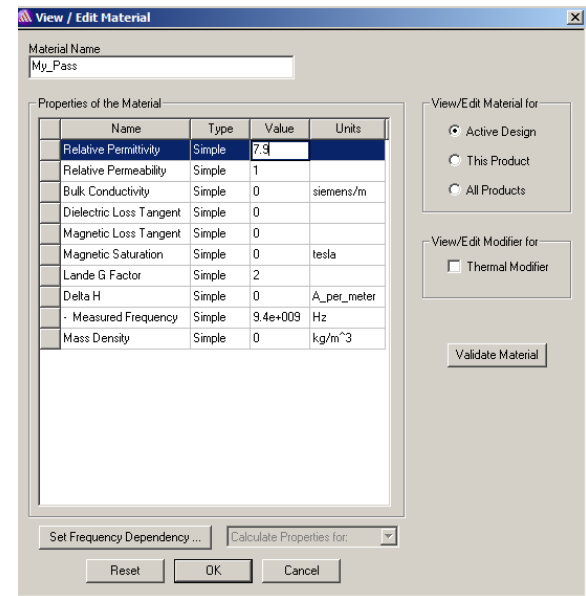 View / Edit Material
Material Name
My_Pass
Properties of the Material
Name Type Value Units
Relative Permittivity Simple 7.9
Relative Permeability Simple 1
Bulk Conductivity Simple 0 siemens/m
Dielectric Loss Tangent Simple 0
Magnetic Loss Tangent Simple 0
Magnetic Saturation Simple 0 tesla
Lande G Factor Simple 2
Delta H Simple 0 A_per_meter
- Measured Frequency Simple 9.4e+009 Hz
Mass Density Simple 0 kg/m^3
View/Edit Material for
Active Design
This Product
All Products
View/Edit Modifier for
Thermal Modifier
Validate Material
Set Frequency Dependency ... Calculate Properties for:
Reset OK Cancel